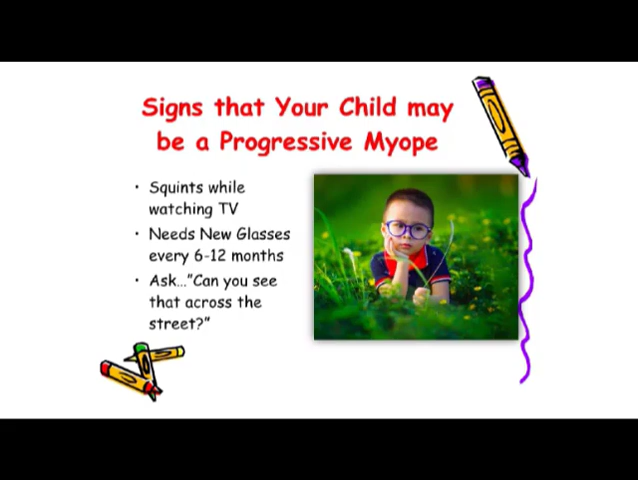 Signs that Your Child may
be a Progressive Myope
• Squints while
watching TV
• Needs New Glasses
every 6-12 months
• Ask…"Can you see
that across the
street?"